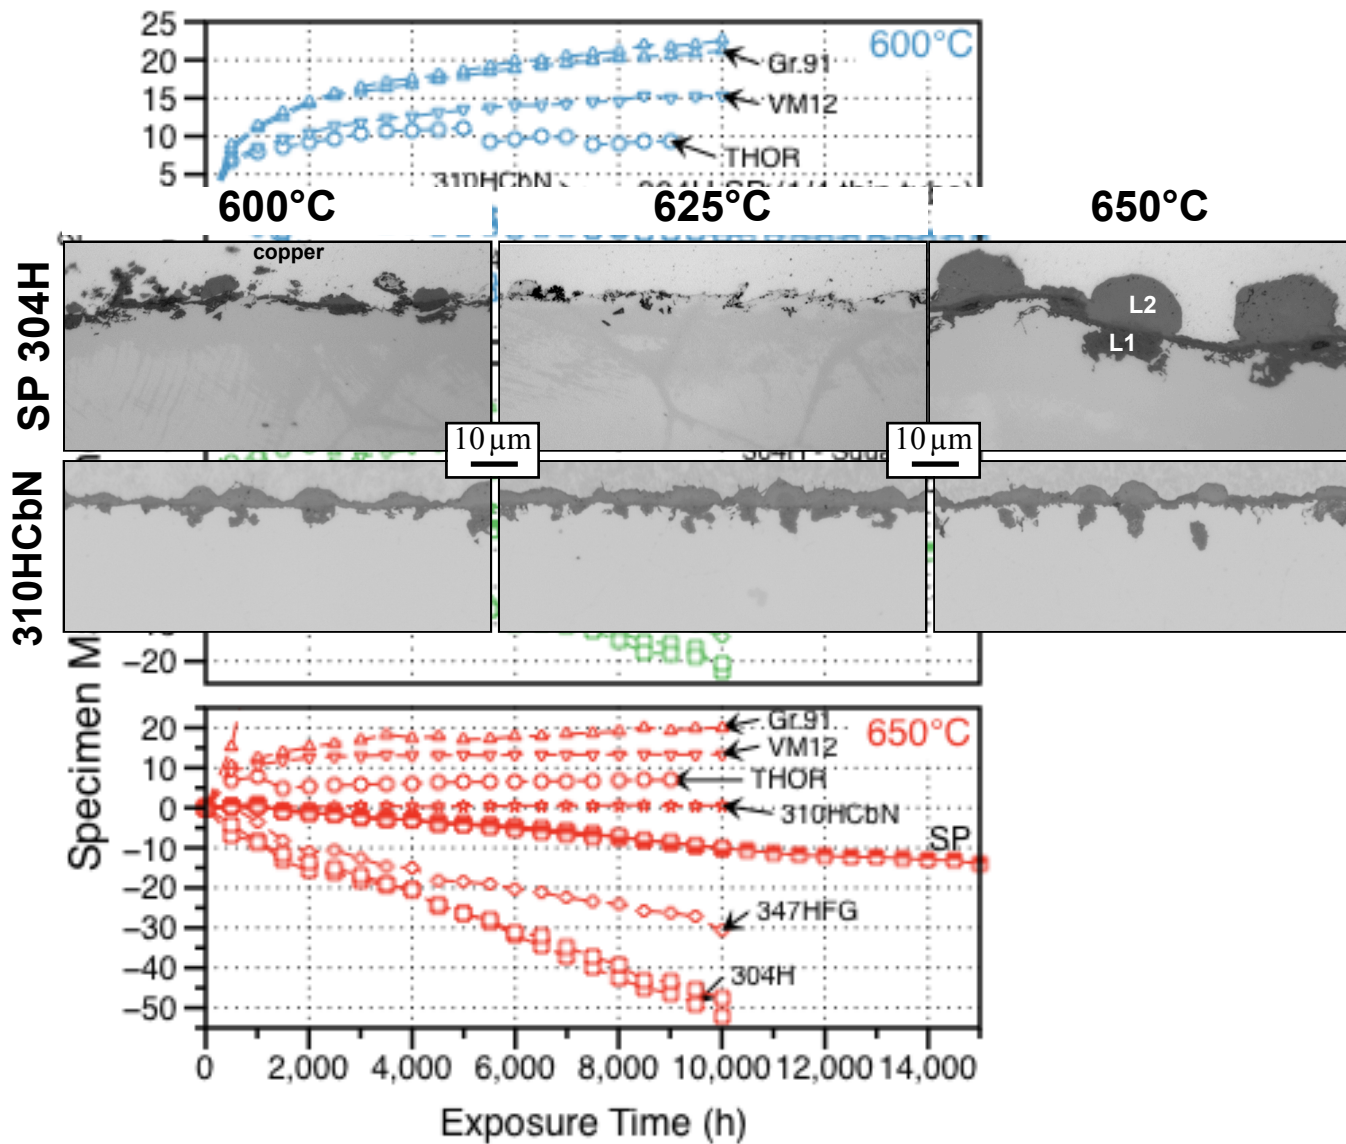 25
20
15
10
5
600°C
Gr.91
VM12
THOR
310HCbN
600°C
625°C
650°C
SP 304H
copper
L2
L1
10 µm
10 µm
310HCbN
Specimen M
−20
20
10
0
−10
−20
−30
−40
−50
650°C
Gr.91
VM12
THOR
310HCbN
SP
347HFG
304H
0 2,000 4,000 6,000 8,000 10,000 12,000 14,000
Exposure Time (h)